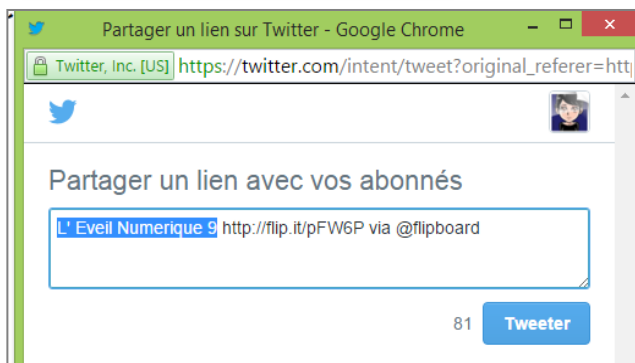 Partager un lien sur Twitter - Google Chrome
Twitter, Inc. [US] https://twitter.com/intent/tweet?original_referer=http
Partager un lien avec vos abonnés
L' Eveil Numerique 9 http://flip.it/pFW6P via @flipboard
81 Tweeter